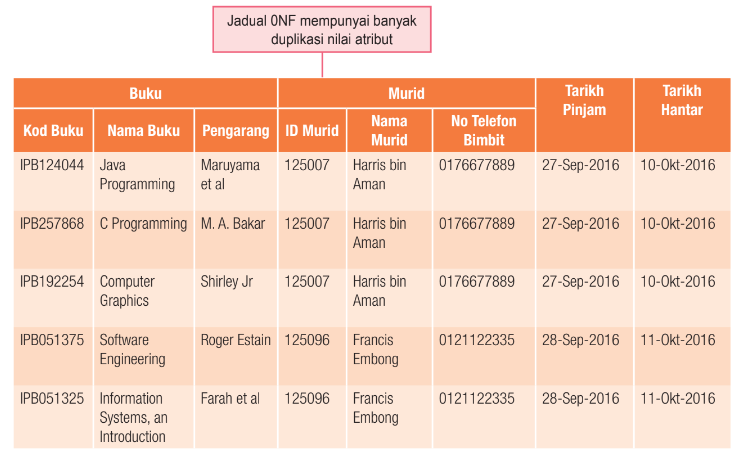 Jadual 0NF mempunyai banyak
duplikasi nilai atribut
Buku Murid Tarikh Pinjam Tarikh Hantar
Kod Buku Nama Buku Pengarang ID Murid Nama Murid No Telefon Bimbit
IPB124044 Java Programming Maruyama et al 125007 Harris bin Aman 0176677889 27-Sep-2016 10-Okt-2016
IPB257868 C Programming M. A. Bakar 125007 Harris bin Aman 0176677889 27-Sep-2016 10-Okt-2016
IPB192254 Computer Graphics Shirley Jr 125007 Harris bin Aman 0176677889 27-Sep-2016 10-Okt-2016
IPB051375 Software Engineering Roger Estain 125096 Francis Embong 0121122335 28-Sep-2016 11-Okt-2016
IPB051325 Information Systems, an Introduction Farah et al 125096 Francis Embong 0121122335 28-Sep-2016 11-Okt-2016